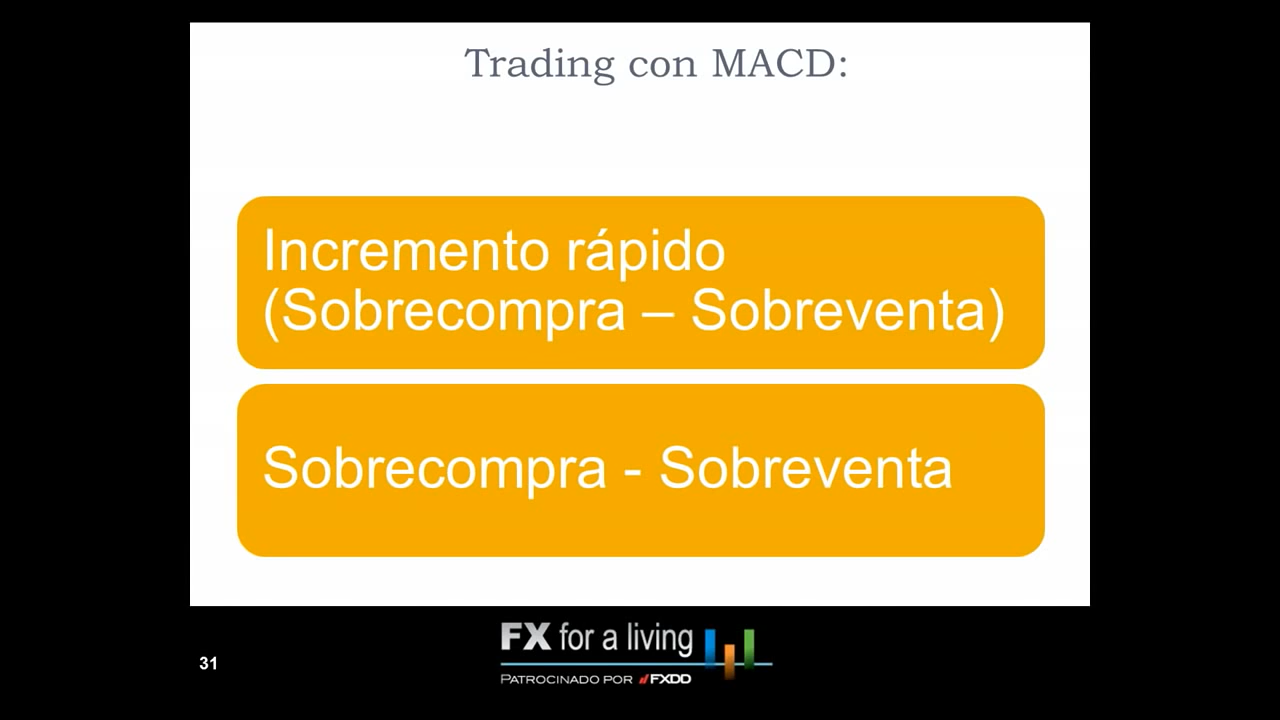 Trading con MACD:
Incremento rápido
(Sobrecompra – Sobreventa)
Sobrecompra - Sobreventa
31
FX for a living
PATROCINADO POR FXDD